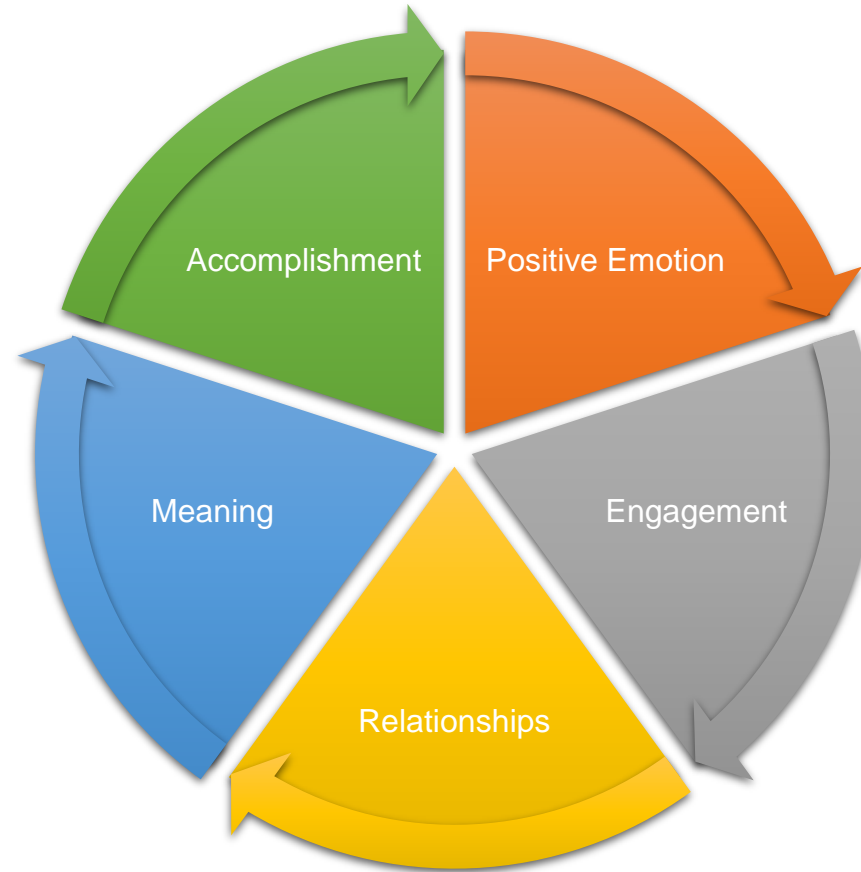 Accomplishment
Positive Emotion
Meaning
Engagement
Relationships